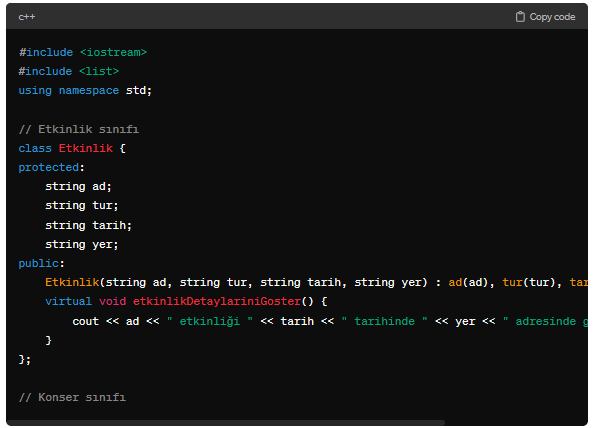 c++
Copy code
#include <iostream>
#include <list>
using namespace std;
// Etkinlik sınıfı
class Etkinlik {
protected:
    string ad;
    string tur;
    string tarih;
    string yer;
public:
    Etkinlik(string ad, string tur, string tarih, string yer) : ad(ad), tur(tur), tar
    virtual void etkinlikDetaylariniGoster() {
        cout << ad << " etkinliği " << tarih << " tarihinde " << yer << " adresinde g
    }
};
// Konser sınıfı